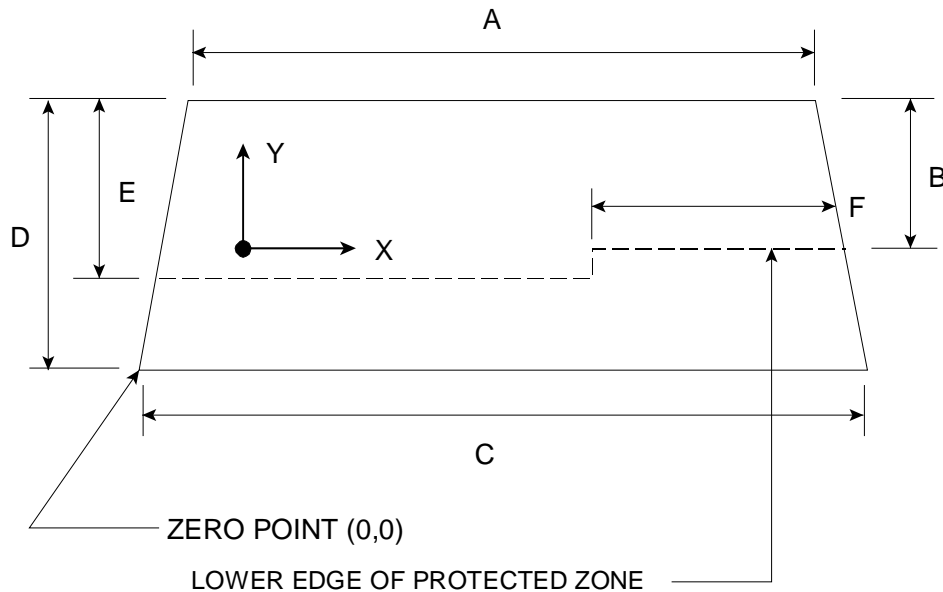 A
Y
E
B
F
D
X
C
ZERO POINT (0,0)
LOWER EDGE OF PROTECTED ZONE